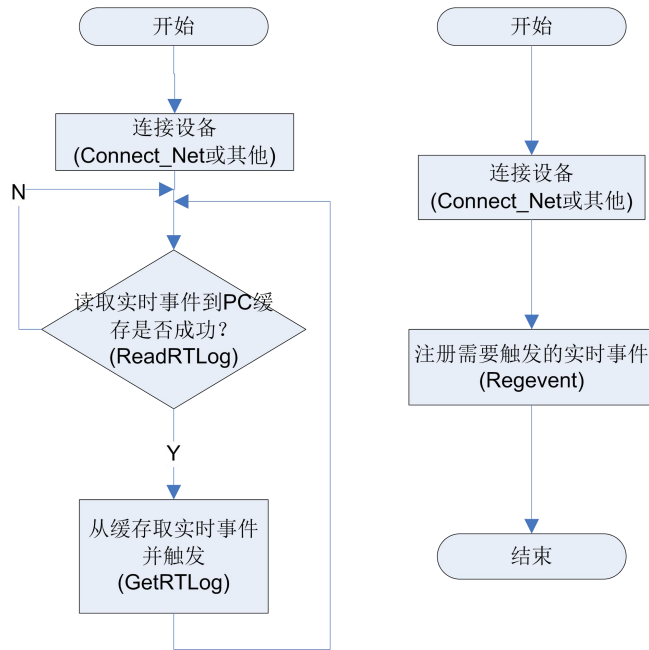 开始
连接设备
(Connect_Net或其他)
N
读取实时事件到PC缓
存是否成功？
(ReadRTLog)
Y
从缓存取实时事件
并触发
(GetRTLog)
开始
连接设备
(Connect_Net或其他)
注册需要触发的实时事件
(Regevent)
结束